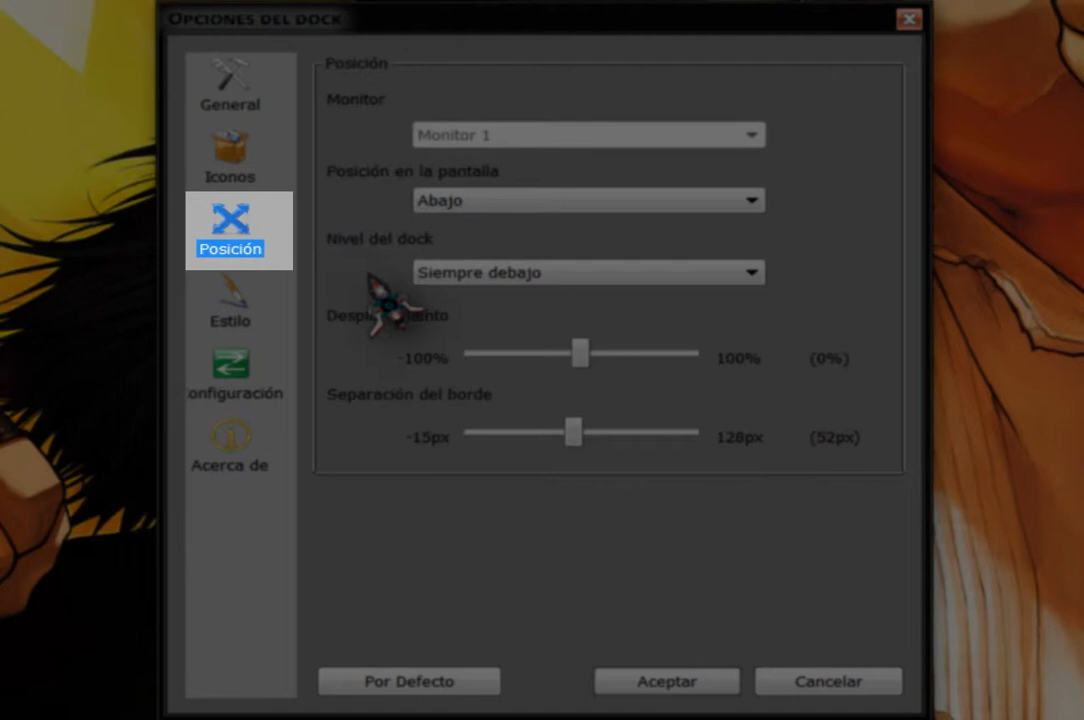 OPCIONES DEL DOCK
General
Iconos
Posición
Estilo
onfiguración
Acerca de
Posición
Monitor
Monitor 1
Posición en la pantalla
Abajo
Nivel del dock
Siempre debajo
-100% 100% (0%)
Separación del borde
-15px 128px (52px)
Por Defecto Aceptar Cancelar